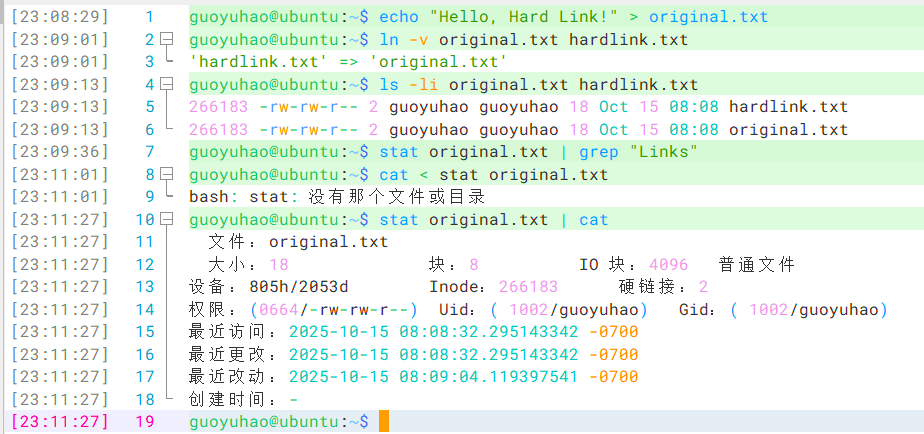 [23:08:29] 1 guoyuhao@ubuntu:~$ echo "Hello, Hard Link!" > original.txt
[23:09:01] 2 guoyuhao@ubuntu:~$ ln -v original.txt hardlink.txt
[23:09:01] 3 'hardlink.txt' => 'original.txt'
[23:09:13] 4 guoyuhao@ubuntu:~$ ls -li original.txt hardlink.txt
[23:09:13] 5 266183 -rw-rw-r-- 2 guoyuhao guoyuhao 18 Oct 15 08:08 hardlink.txt
[23:09:13] 6 266183 -rw-rw-r-- 2 guoyuhao guoyuhao 18 Oct 15 08:08 original.txt
[23:09:36] 7 guoyuhao@ubuntu:~$ stat original.txt | grep "Links"
[23:11:01] 8 guoyuhao@ubuntu:~$ cat < stat original.txt
[23:11:01] 9 bash: stat: 没有那个文件或目录
[23:11:27] 10 guoyuhao@ubuntu:~$ stat original.txt | cat
[23:11:27] 11 文件：original.txt
[23:11:27] 12 大小：18 块：8 IO 块：4096 普通文件
[23:11:27] 13 设备：805h/2053d Inode：266183 硬链接：2
[23:11:27] 14 权限：(0664/-rw-rw-r--) Uid：( 1002/guoyuhao) Gid：( 1002/guoyuhao)
[23:11:27] 15 最近访问：2025-10-15 08:08:32.295143342 -0700
[23:11:27] 16 最近更改：2025-10-15 08:08:32.295143342 -0700
[23:11:27] 17 最近改动：2025-10-15 08:09:04.119397541 -0700
[23:11:27] 18 创建时间：-
[23:11:27] 19 guoyuhao@ubuntu:~$